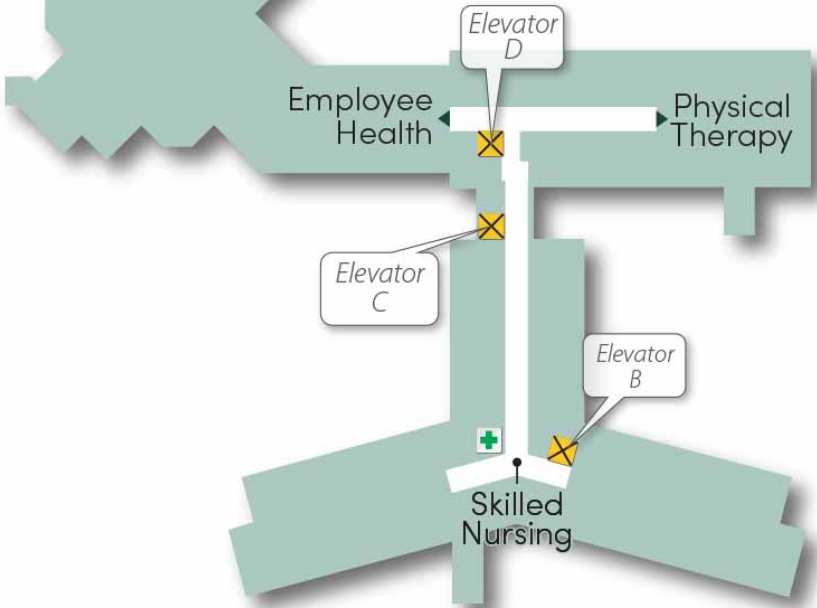 Elevator
D
Employee
Health
Physical
Therapy
Elevator
C
Elevator
B
Skilled
Nursing